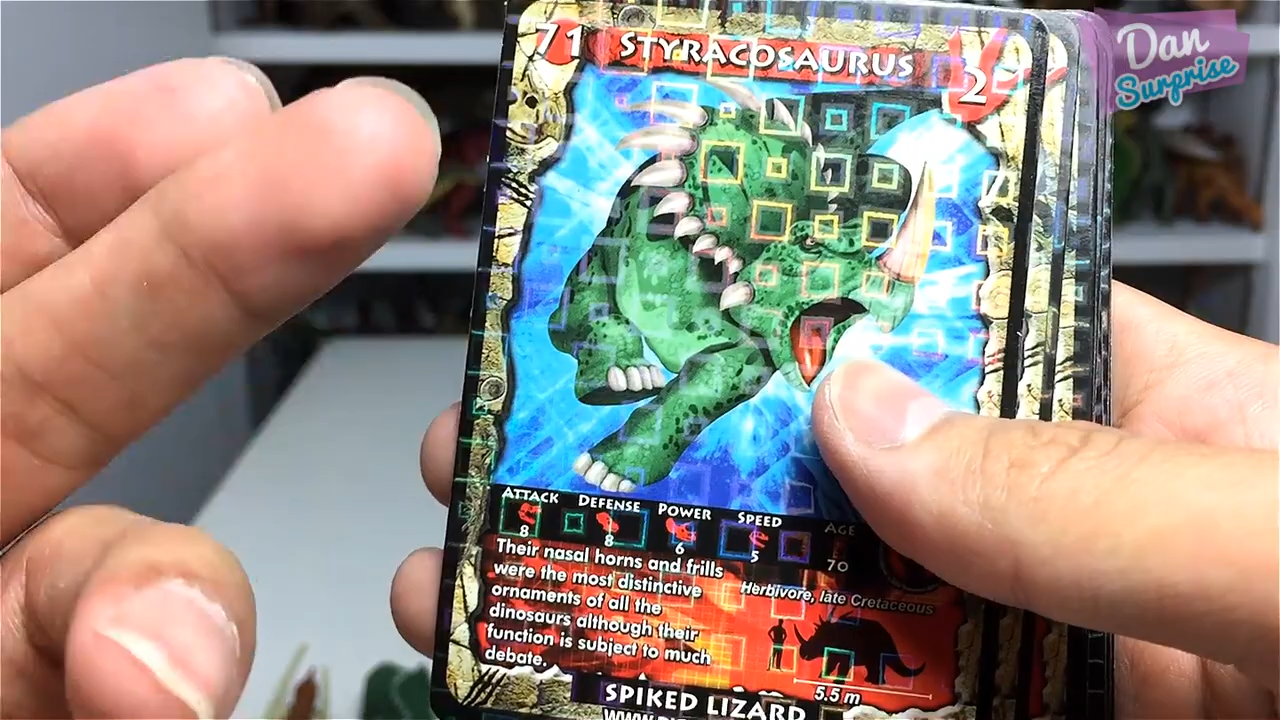 Dan
Surprise
71 STYRACOSAURUS 2
ATTACK DEFENSE POWER SPEED AGE
8 8 6 5 70
Their nasal horns and frills
were the most distinctive
ornaments of all the
dinosaurs although their
function is subject to much
debate.
Herbivore, late Cretaceous
5.5 m
SPIKED LIZARD